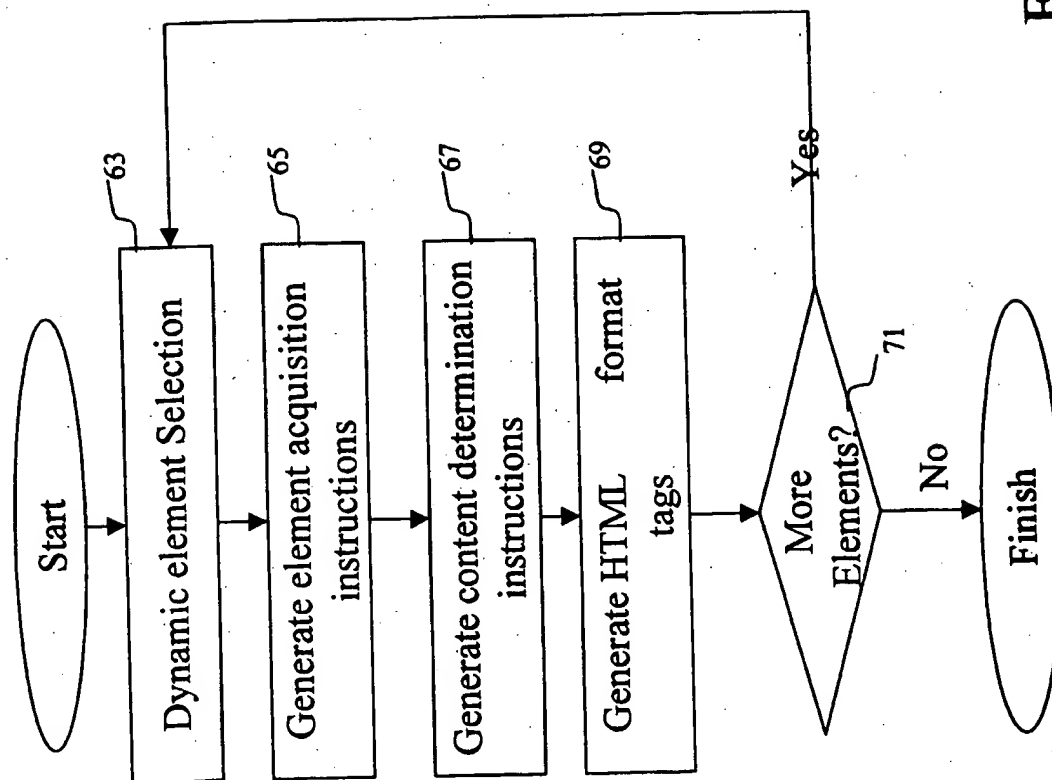 Start
63
Dynamic element Selection
65
Generate element acquisition
instructions
67
Generate content determination
instructions
69
Generate HTML format
tags
More
Elements?
71
Yes
No
Finish